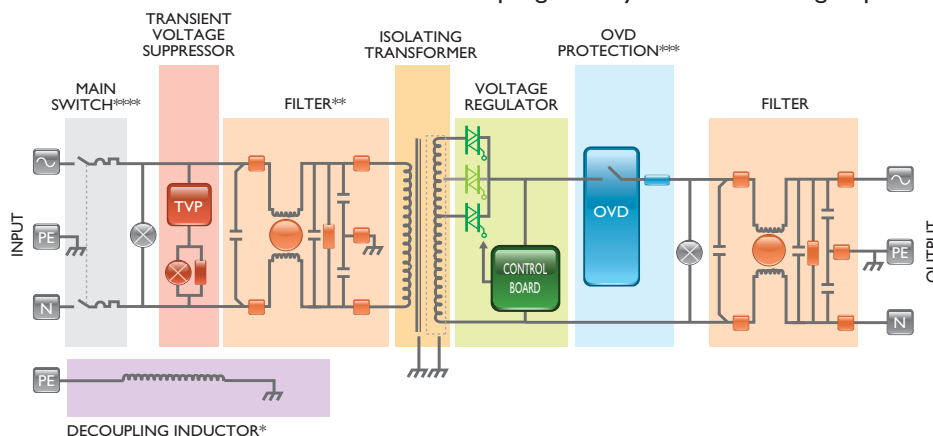 TRANSIENT
VOLTAGE
SUPPRESSOR
ISOLATING
TRANSFORMER
OVD
PROTECTION***
MAIN
SWITCH****
FILTER**
VOLTAGE
REGULATOR
FILTER
INPUT
PE
N
TVP
CONTROL
BOARD
OVD
PE
N
OUTPUT
PE
DECOUPLING INDUCTOR*